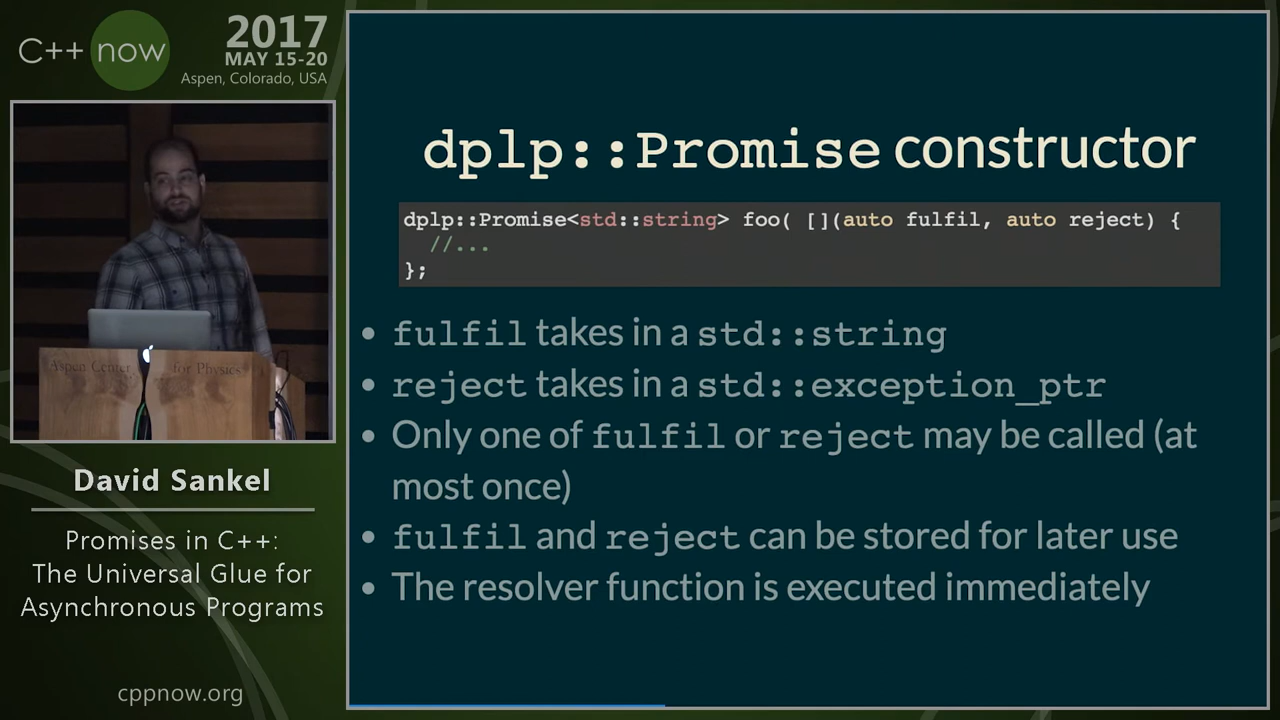 C++ now
2017
MAY 15-20
Aspen, Colorado, USA
Aspen Center for Physics
David Sankel
Promises in C++:
The Universal Glue for
Asynchronous Programs
cppnow.org
dplp::Promise constructor
dplp::Promise<std::string> foo( [](auto fulfil, auto reject) {
//...
};
• fulfil takes in a std::string
• reject takes in a std::exception_ptr
• Only one of fulfil or reject may be called (at
most once)
• fulfil and reject can be stored for later use
• The resolver function is executed immediately